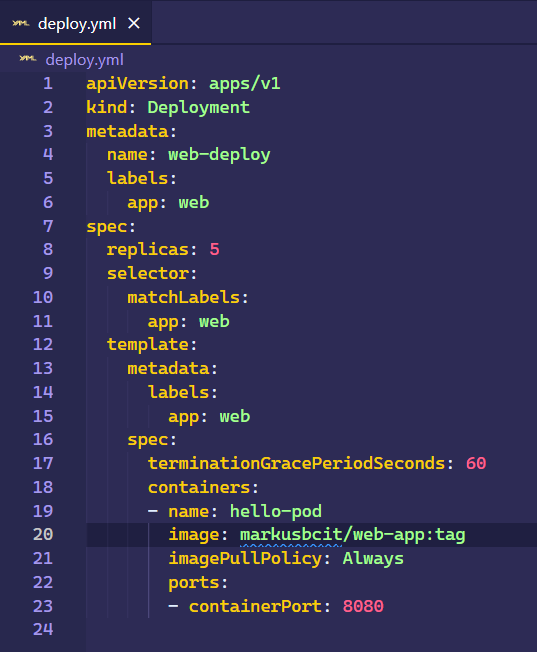 YAML deploy.yml ×
YAML deploy.yml
1 apiVersion: apps/v1
2 kind: Deployment
3 metadata:
4   name: web-deploy
5   labels:
6     app: web
7 spec:
8   replicas: 5
9   selector:
10     matchLabels:
11       app: web
12   template:
13     metadata:
14       labels:
15         app: web
16     spec:
17       terminationGracePeriodSeconds: 60
18       containers:
19       - name: hello-pod
20         image: markusbcit/web-app:tag
21         imagePullPolicy: Always
22         ports:
23         - containerPort: 8080
24